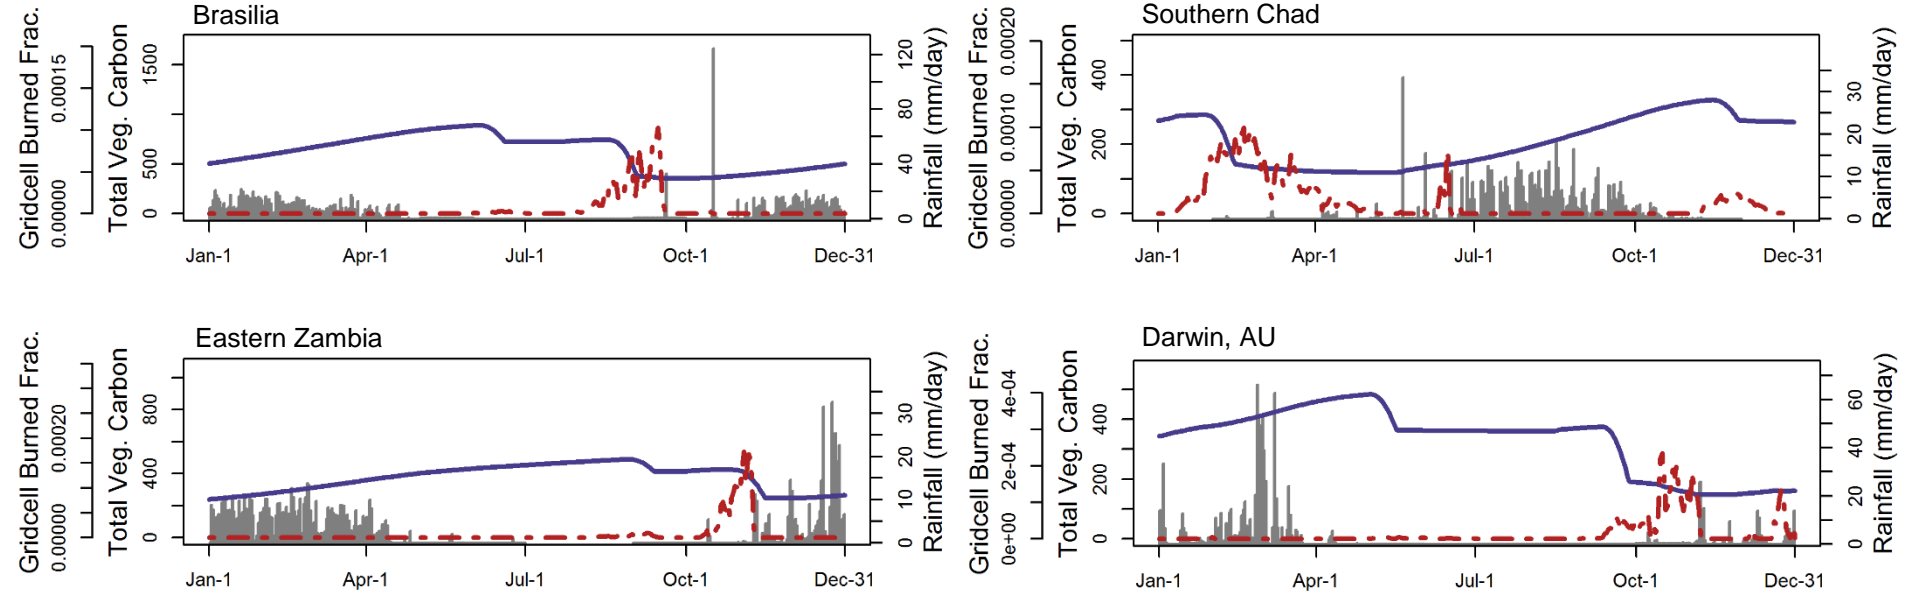 Brasilia
Gridcell Burned Frac.
0.00000
0.00015
Total Veg. Carbon
0
500
1500
Rainfall (mm/day)
0
40
80
120
Jan-1
Apr-1
Jul-1
Oct-1
Dec-31
Southern Chad
Gridcell Burned Frac.
0.00000
0.00010
0.00020
Total Veg. Carbon
0
200
400
Rainfall (mm/day)
0
10
20
30
Jan-1
Apr-1
Jul-1
Oct-1
Dec-31
Eastern Zambia
Gridcell Burned Frac.
0.00000
0.00020
Total Veg. Carbon
0
400
800
Rainfall (mm/day)
0
10
20
30
Jan-1
Apr-1
Jul-1
Oct-1
Dec-31
Darwin, AU
Gridcell Burned Frac.
0e+00
2e-04
4e-04
Total Veg. Carbon
0
200
400
Rainfall (mm/day)
0
20
40
60
Jan-1
Apr-1
Jul-1
Oct-1
Dec-31